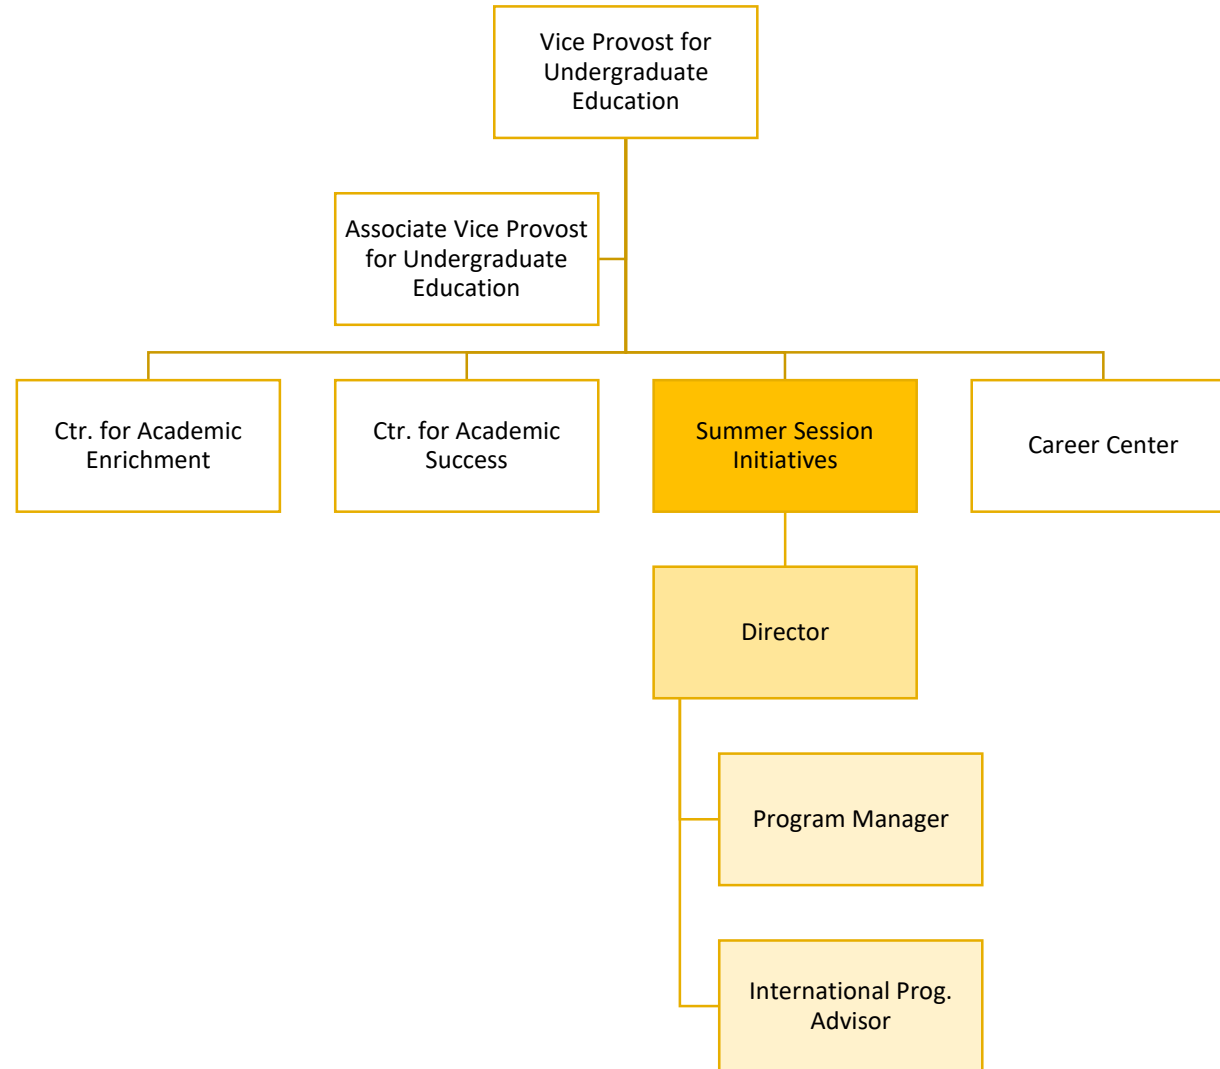 Vice Provost for
Undergraduate
Education
Associate Vice Provost
for Undergraduate
Education
Ctr. for Academic
Enrichment
Ctr. for Academic
Success
Summer Session
Initiatives
Career Center
Director
Program Manager
International Prog.
Advisor